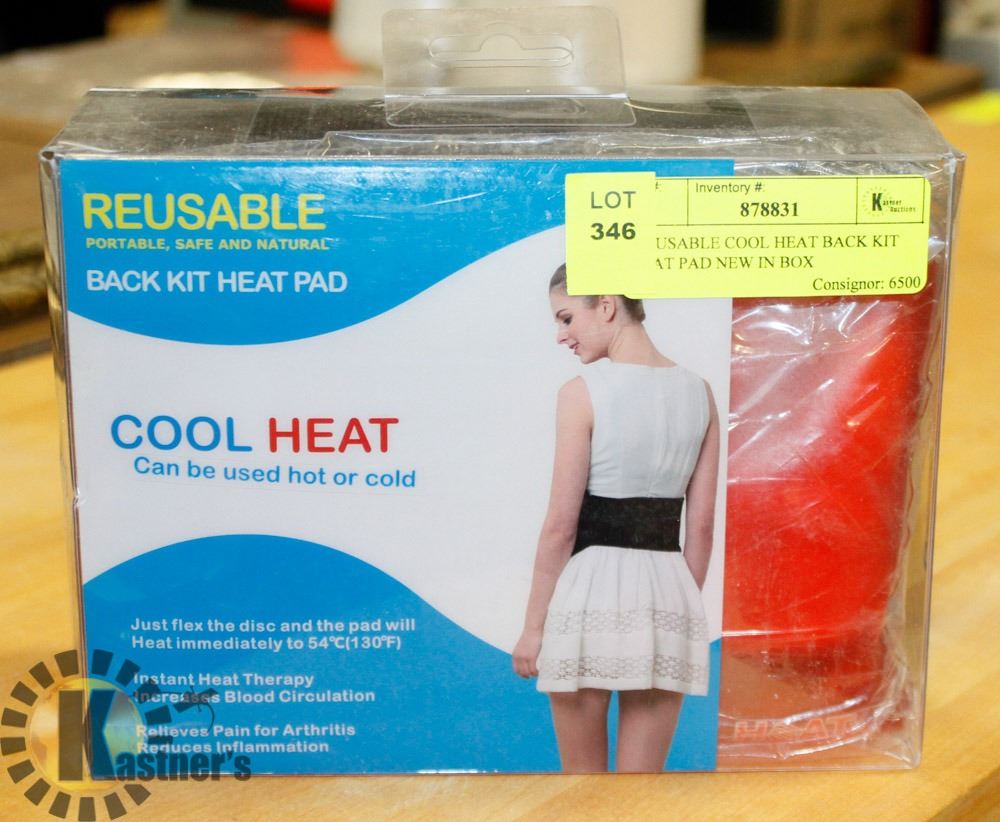 REUSABLE
PORTABLE, SAFE AND NATURAL
BACK KIT HEAT PAD
COOL HEAT
Can be used hot or cold
Just flex the disc and the pad will
Heat immediately to 54℃(130℉)
Instant Heat Therapy
Increases Blood Circulation
Relieves Pain for Arthritis
Reduces Inflammation
LOT
346
#:
Inventory #:
878831
Kastner
Auctions
USABLE COOL HEAT BACK KIT
AT PAD NEW IN BOX
Consignor: 6500
HEAT
Kastner's